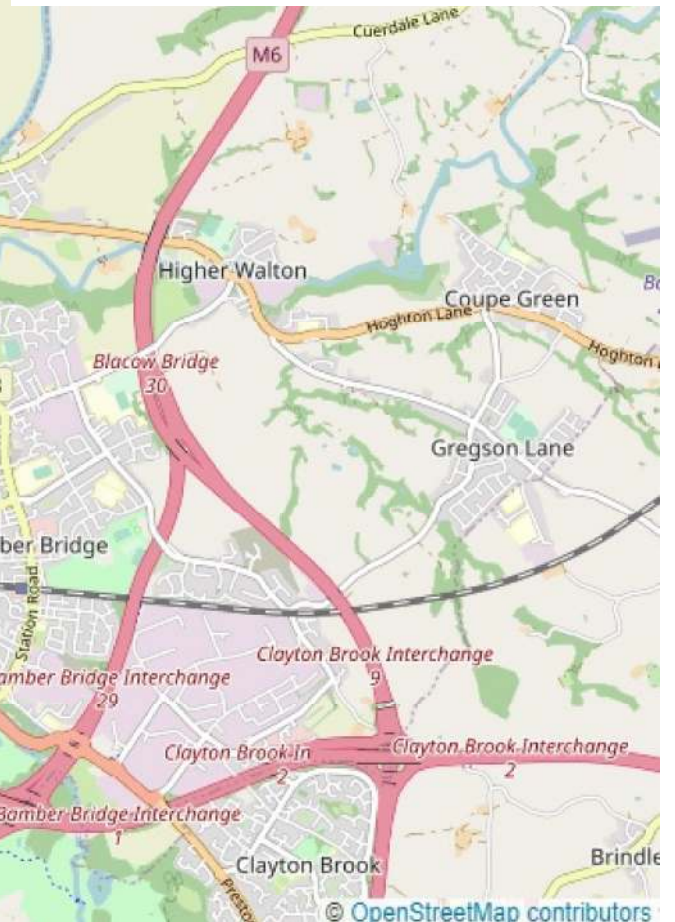 Cuerdale Lane
M6
Higher Walton
Coupe Green
Hoghton Lane
Hoghton
Blacow Bridge
30
Gregson Lane
ber Bridge
Station Road
Clayton Brook Interchange
9
amber Bridge Interchange
29
Clayton Brook In
2
Clayton Brook Interchange
2
Bamber Bridge Interchange
1
Clayton Brook
Brindle
Presto
© OpenStreetMap contributors